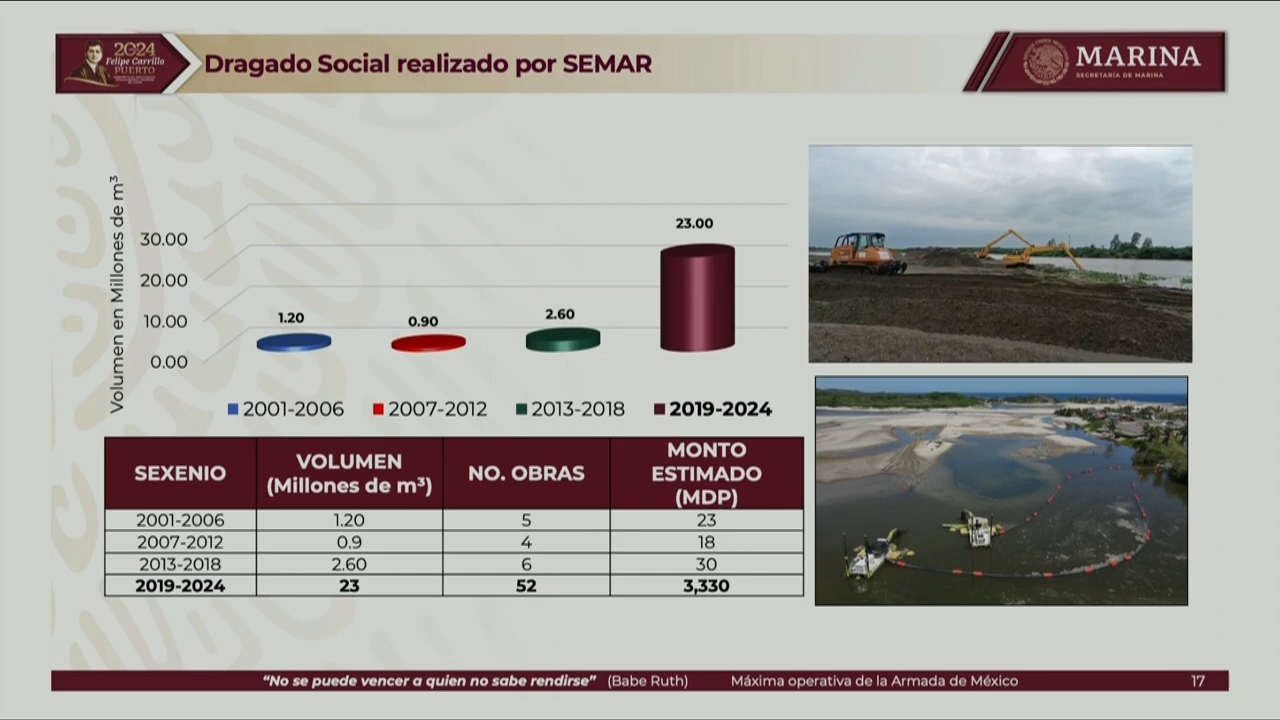 2024
Felipe Carrillo
PUERTO
Dragado Social realizado por SEMAR
MARINA
SECRETARÍA DE MARINA
Volumen en Millones de m³
30.00
20.00
10.00
0.00
1.20
0.90
2.60
23.00
2001-2006
2007-2012
2013-2018
2019-2024
SEXENIO VOLUMEN (Millones de m³) NO. OBRAS MONTO ESTIMADO (MDP)
2001-2006 1.20 5 23
2007-2012 0.9 4 18
2013-2018 2.60 6 30
2019-2024 23 52 3,330
“No se puede vencer a quien no sabe rendirse” (Babe Ruth) Máxima operativa de la Armada de México 17